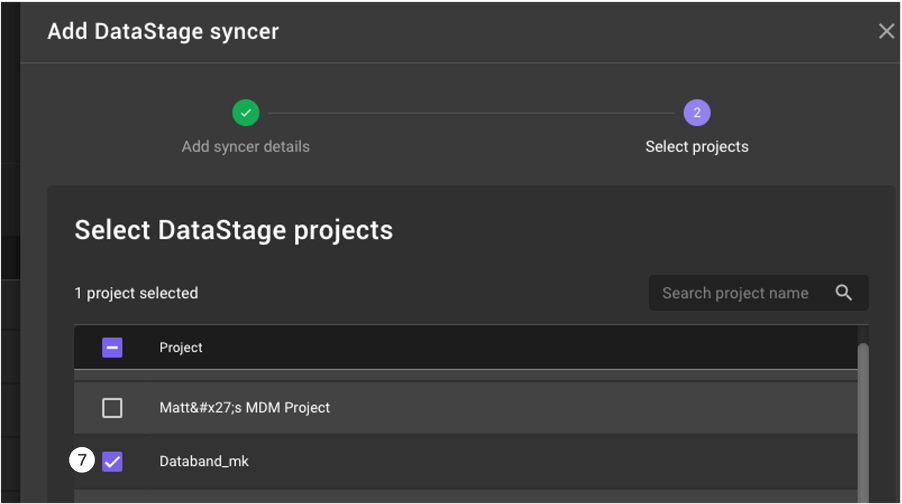 Add DataStage syncer
2
Add syncer details
Select projects
Select DataStage projects
1 project selected
Search project name
Project
Matt&#x27;s MDM Project
7
Databand_mk